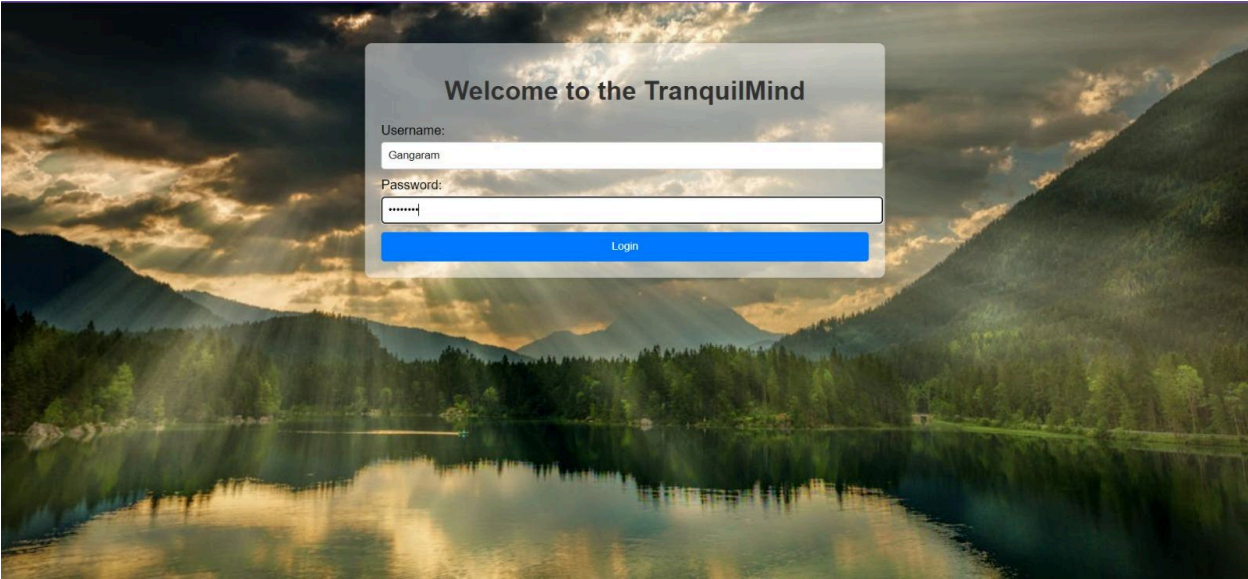 Welcome to the TranquilMind
Username:
Gangaram
Password:
••••••••
Login